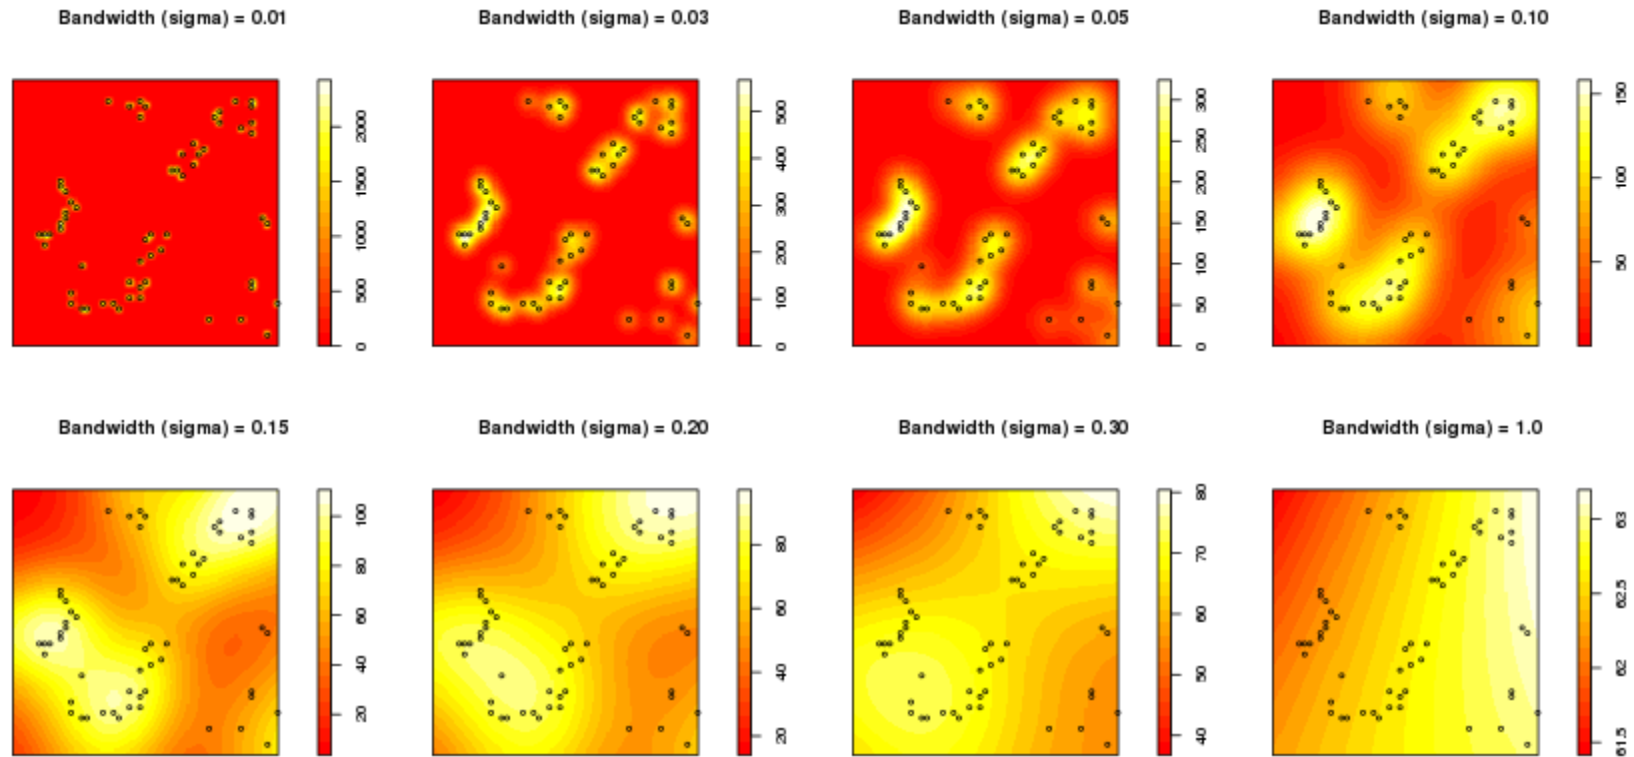 Bandwidth (sigma) = 0.01
Bandwidth (sigma) = 0.03
Bandwidth (sigma) = 0.05
Bandwidth (sigma) = 0.10
0 500 1000 1500 2000
0 100 200 300 400 500
0 50 100 150 200 250 300
50 100 150
Bandwidth (sigma) = 0.15
Bandwidth (sigma) = 0.20
Bandwidth (sigma) = 0.30
Bandwidth (sigma) = 1.0
20 40 60 80 100
20 40 60 80
40 50 60 70 80
61.5 62 62.5 63